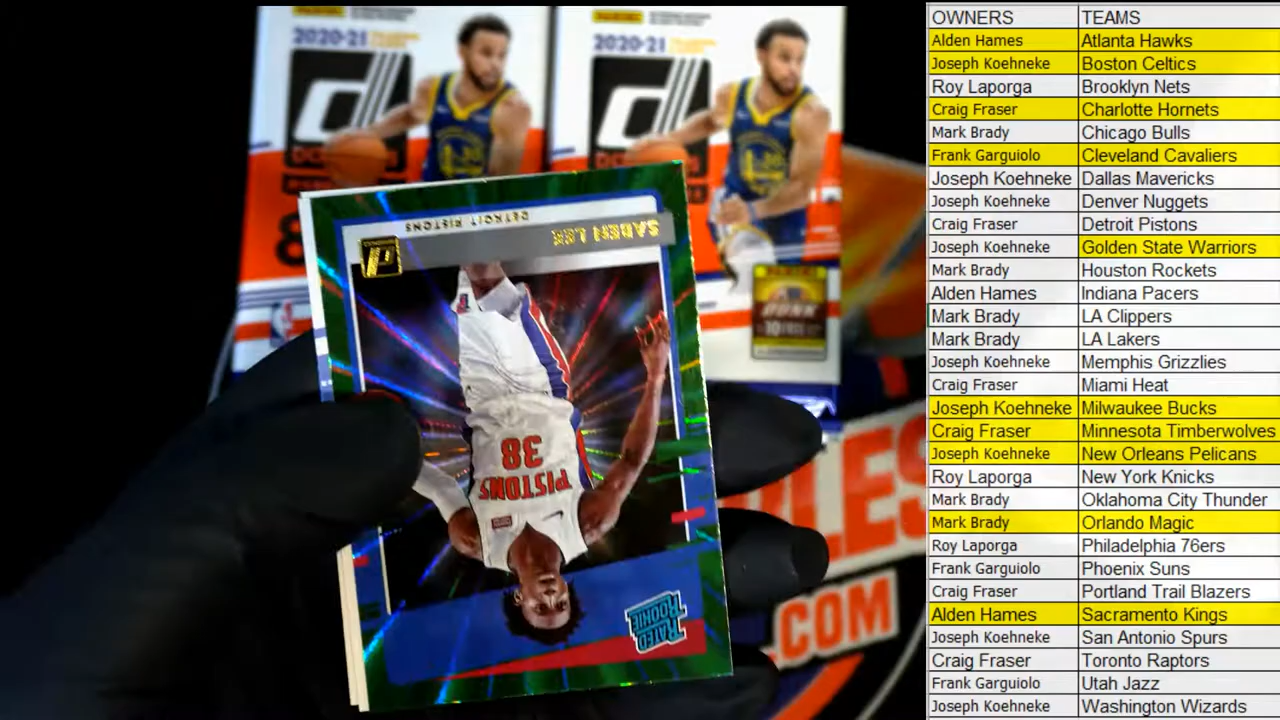 2020-21
2020-21
DETROIT PISTONS
SABEN LEE
38
PISTONS
RATED ROOKIE
PANINI
.COM
OWNERS TEAMS
Alden Hames Atlanta Hawks
Joseph Koehneke Boston Celtics
Roy Laporga Brooklyn Nets
Craig Fraser Charlotte Hornets
Mark Brady Chicago Bulls
Frank Garguiolo Cleveland Cavaliers
Joseph Koehneke Dallas Mavericks
Joseph Koehneke Denver Nuggets
Craig Fraser Detroit Pistons
Joseph Koehneke Golden State Warriors
Mark Brady Houston Rockets
Alden Hames Indiana Pacers
Mark Brady LA Clippers
Mark Brady LA Lakers
Joseph Koehneke Memphis Grizzlies
Craig Fraser Miami Heat
Joseph Koehneke Milwaukee Bucks
Craig Fraser Minnesota Timberwolves
Joseph Koehneke New Orleans Pelicans
Roy Laporga New York Knicks
Mark Brady Oklahoma City Thunder
Mark Brady Orlando Magic
Roy Laporga Philadelphia 76ers
Frank Garguiolo Phoenix Suns
Craig Fraser Portland Trail Blazers
Alden Hames Sacramento Kings
Joseph Koehneke San Antonio Spurs
Craig Fraser Toronto Raptors
Frank Garguiolo Utah Jazz
Joseph Koehneke Washington Wizards